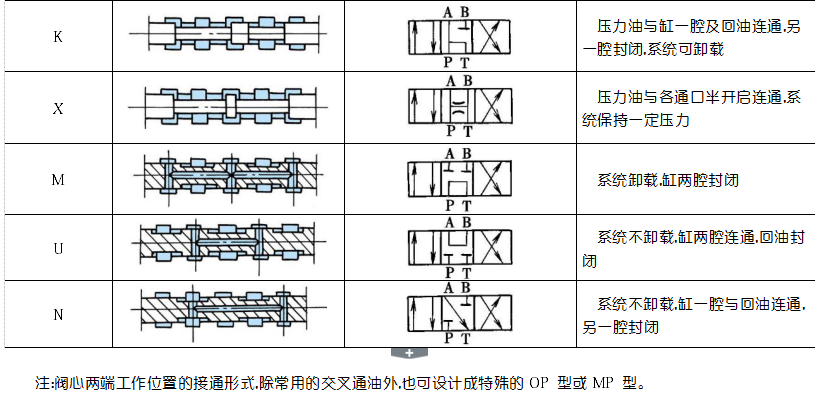 K
A B
P T
压力油与缸一腔及回油连通,另
一腔封闭,系统可卸载
X
A B
P T
压力油与各通口半开启连通,系
统保持一定压力
M
A B
P T
系统卸载,缸两腔封闭
U
A B
P T
系统不卸载,缸两腔连通,回油封
闭
N
A B
P T
系统不卸载,缸一腔与回油连通,
另一腔封闭
注:阀心两端工作位置的接通形式,除常用的交叉通油外,也可设计成特殊的 OP 型或 MP 型。